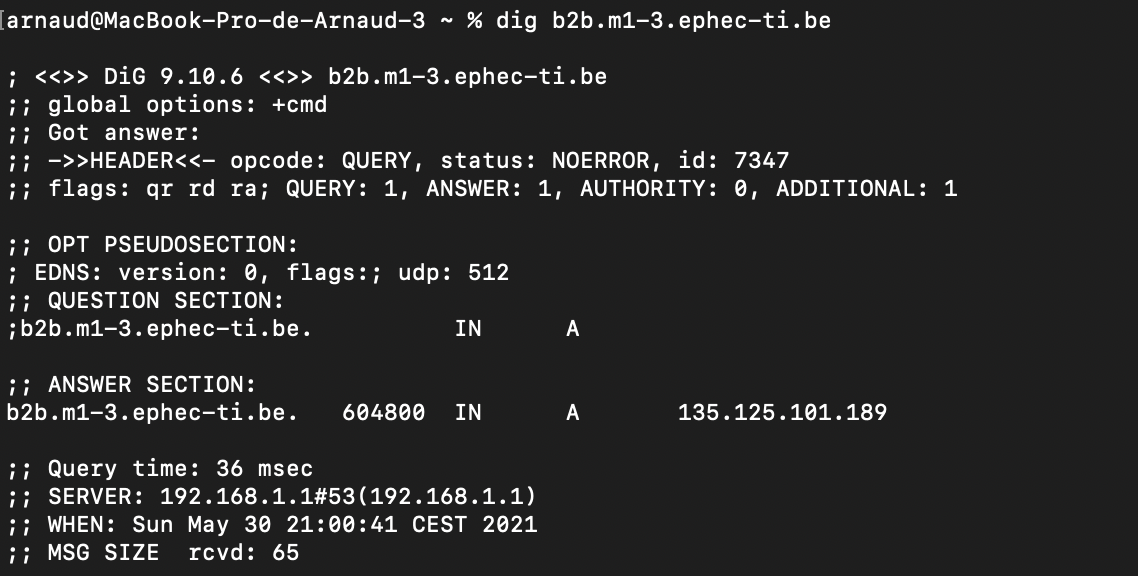 arnaud@MacBook-Pro-de-Arnaud-3 ~ % dig b2b.m1-3.ephec-ti.be
; <<>> DiG 9.10.6 <<>> b2b.m1-3.ephec-ti.be
;; global options: +cmd
;; Got answer:
;; ->>HEADER<<- opcode: QUERY, status: NOERROR, id: 7347
;; flags: qr rd ra; QUERY: 1, ANSWER: 1, AUTHORITY: 0, ADDITIONAL: 1
;; OPT PSEUDOSECTION:
; EDNS: version: 0, flags:; udp: 512
;; QUESTION SECTION:
;b2b.m1-3.ephec-ti.be. IN A
;; ANSWER SECTION:
b2b.m1-3.ephec-ti.be. 604800 IN A 135.125.101.189
;; Query time: 36 msec
;; SERVER: 192.168.1.1#53(192.168.1.1)
;; WHEN: Sun May 30 21:00:41 CEST 2021
;; MSG SIZE rcvd: 65